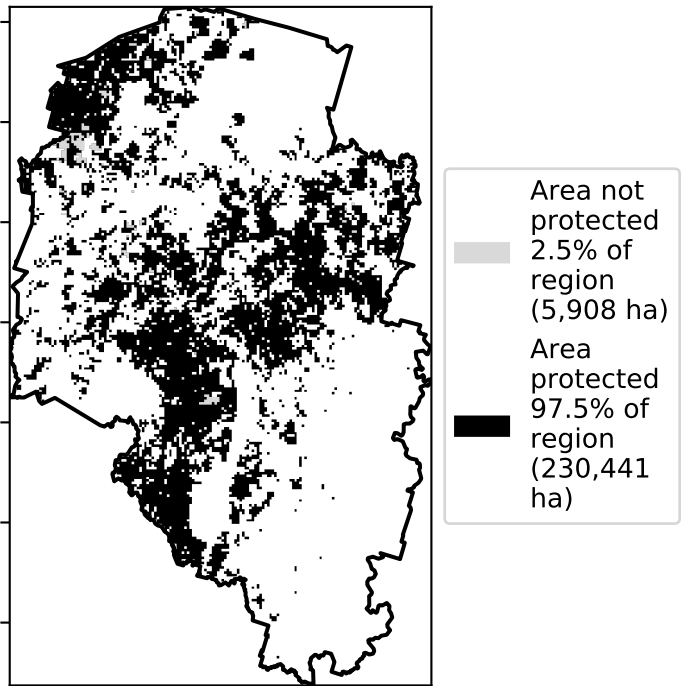 Area not
protected
2.5% of
region
(5,908 ha)
Area
protected
97.5% of
region
(230,441
ha)